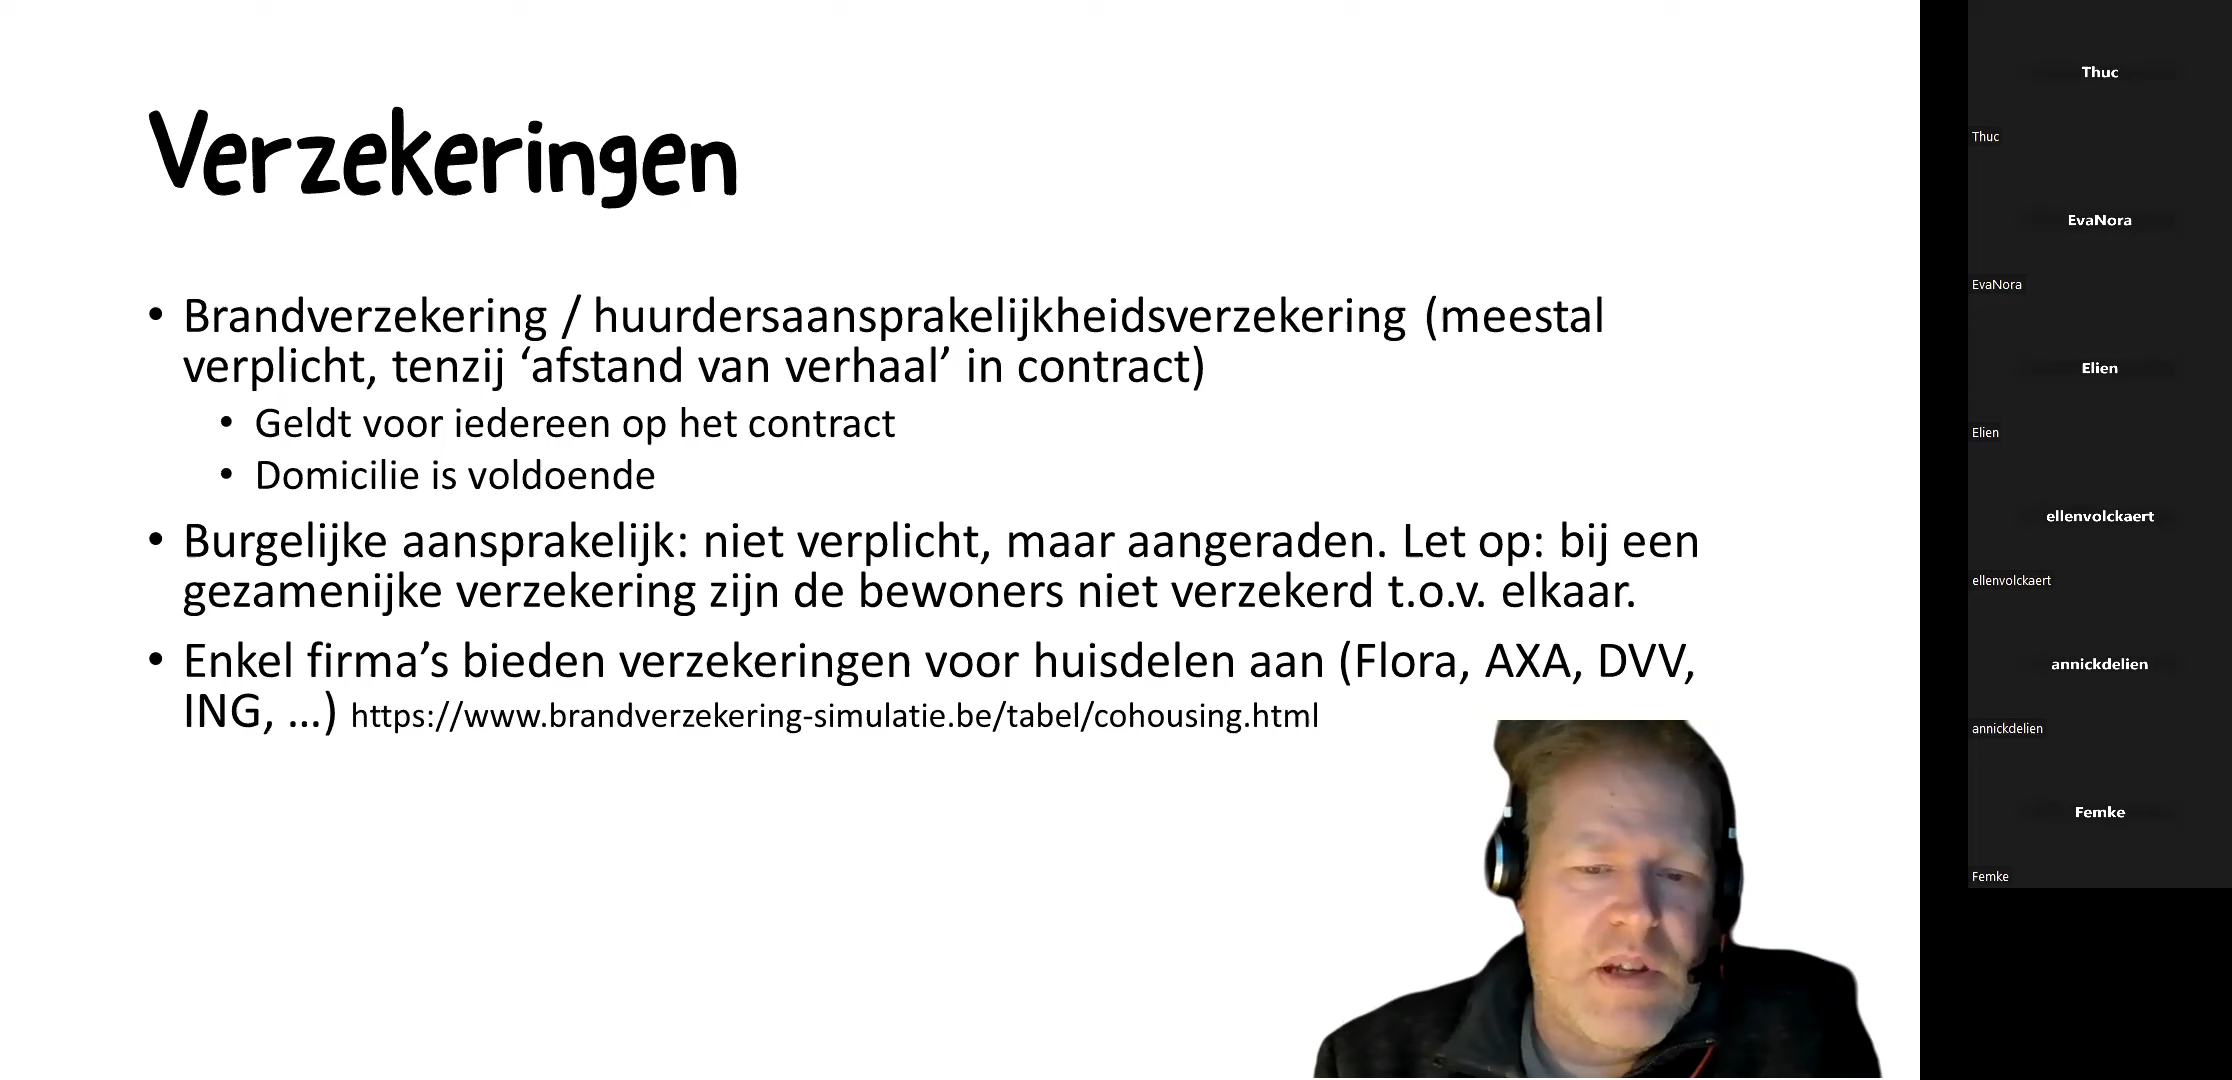 Verzekeringen
• Brandverzekering / huurdersaansprakelijkheidsverzekering (meestal
verplicht, tenzij ‘afstand van verhaal’ in contract)
• Geldt voor iedereen op het contract
• Domicilie is voldoende
• Burgelijke aansprakelijk: niet verplicht, maar aangeraden. Let op: bij een
gezamenijke verzekering zijn de bewoners niet verzekerd t.o.v. elkaar.
• Enkel firma’s bieden verzekeringen voor huisdelen aan (Flora, AXA, DVV,
ING, ...) https://www.brandverzekering-simulatie.be/tabel/cohousing.html
Thuc
Thuc
EvaNora
EvaNora
Elien
Elien
ellenvolckaert
ellenvolckaert
annickdelien
annickdelien
Femke
Femke